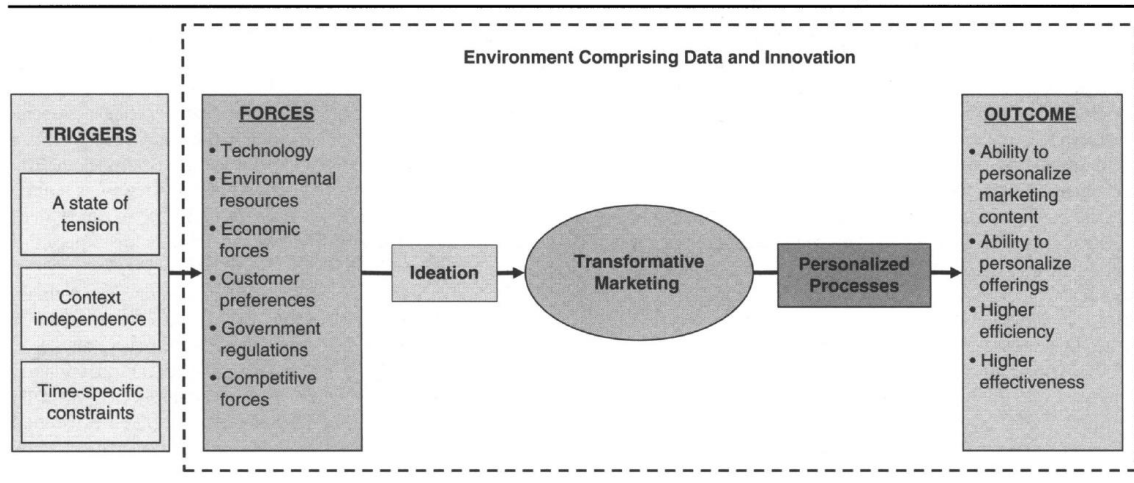 Environment Comprising Data and Innovation
TRIGGERS
A state of
tension
Context
independence
Time-specific
constraints
FORCES
• Technology
• Environmental
resources
• Economic
forces
• Customer
preferences
• Government
regulations
• Competitive
forces
Ideation
Transformative
Marketing
Personalized
Processes
OUTCOME
• Ability to
personalize
marketing
content
• Ability to
personalize
offerings
• Higher
efficiency
• Higher
effectiveness